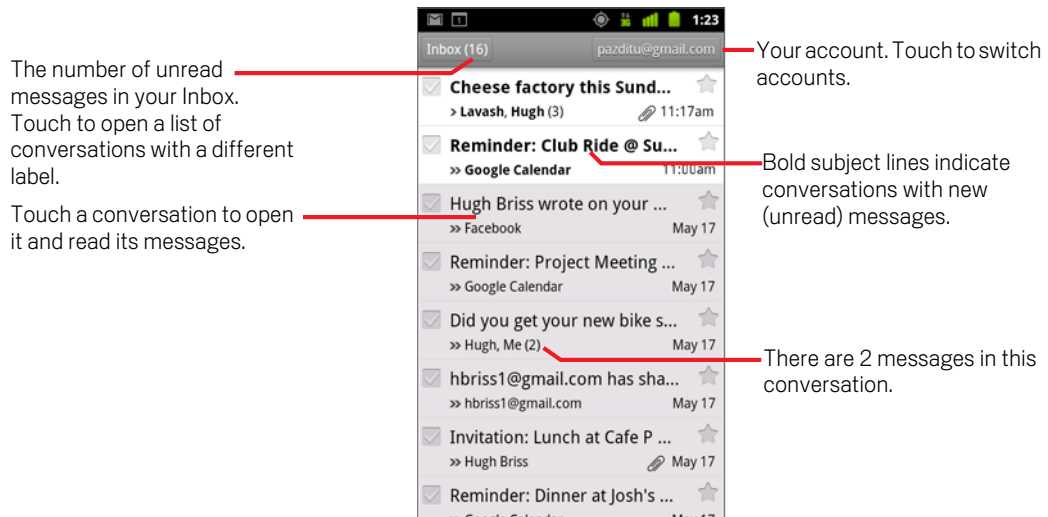 1
3G
1:23
Inbox (16)
pazditu@gmail.com
The number of unread
messages in your Inbox.
Touch to open a list of
conversations with a different
label.
Touch a conversation to open
it and read its messages.
Cheese factory this Sund...
> Lavash, Hugh (3) 11:17am
Reminder: Club Ride @ Su...
>> Google Calendar 11:00am
Hugh Briss wrote on your ...
>> Facebook May 17
Reminder: Project Meeting ...
>> Google Calendar May 17
Did you get your new bike s...
>> Hugh, Me (2) May 17
hbriss1@gmail.com has sha...
>> hbriss1@gmail.com May 17
Invitation: Lunch at Cafe P ...
>> Hugh Briss May 17
Reminder: Dinner at Josh's ...
>> Google Calendar May 17
Your account. Touch to switch
accounts.
Bold subject lines indicate
conversations with new
(unread) messages.
There are 2 messages in this
conversation.